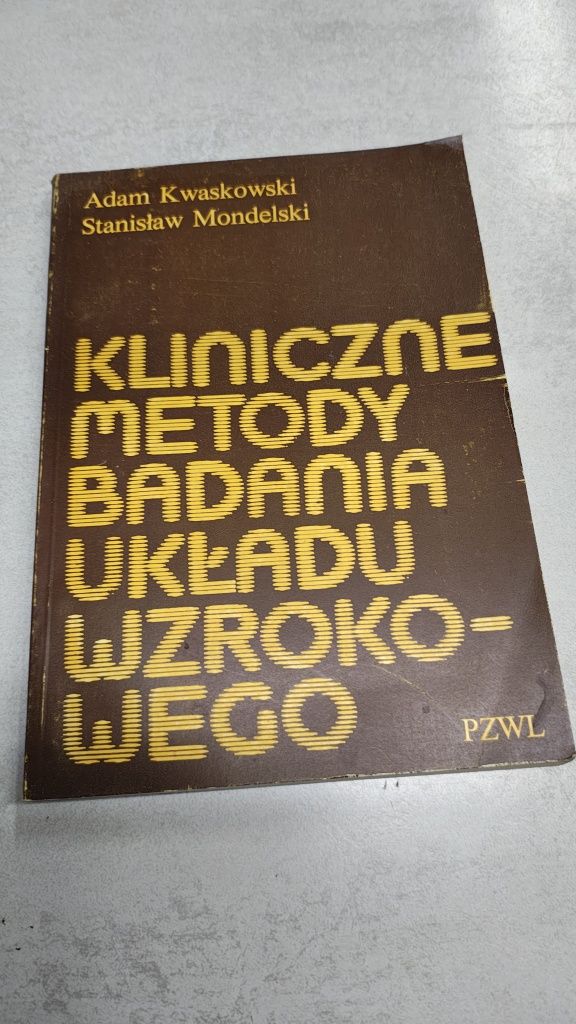 Adam Kwaskowski
Stanisław Mondelski
KLINICZNE
METODY
BADANIA
UKŁADU
WZROKO-
WEGO
PZWL